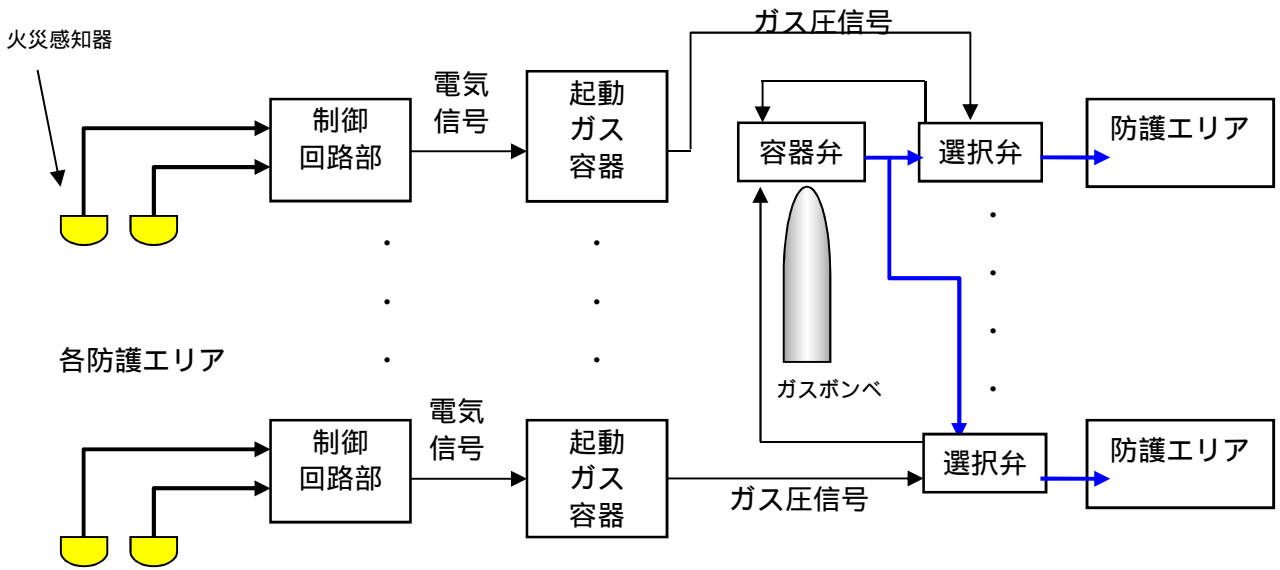 ガス圧信号
火災感知器
電気
信号
起動
ガス
容器
制御
回路部
容器弁
選択弁
防護エリア
・
・
・
・
・
・
・
・
・
・
各防護エリア
ガスボンベ
電気
信号
制御
回路部
起動
ガス
容器
選択弁
防護エリア
ガス圧信号